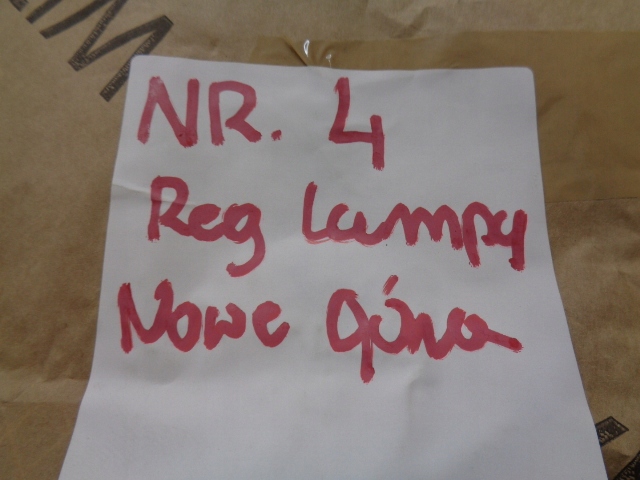 NR. 4
Reg Lampy
Nowe Góra